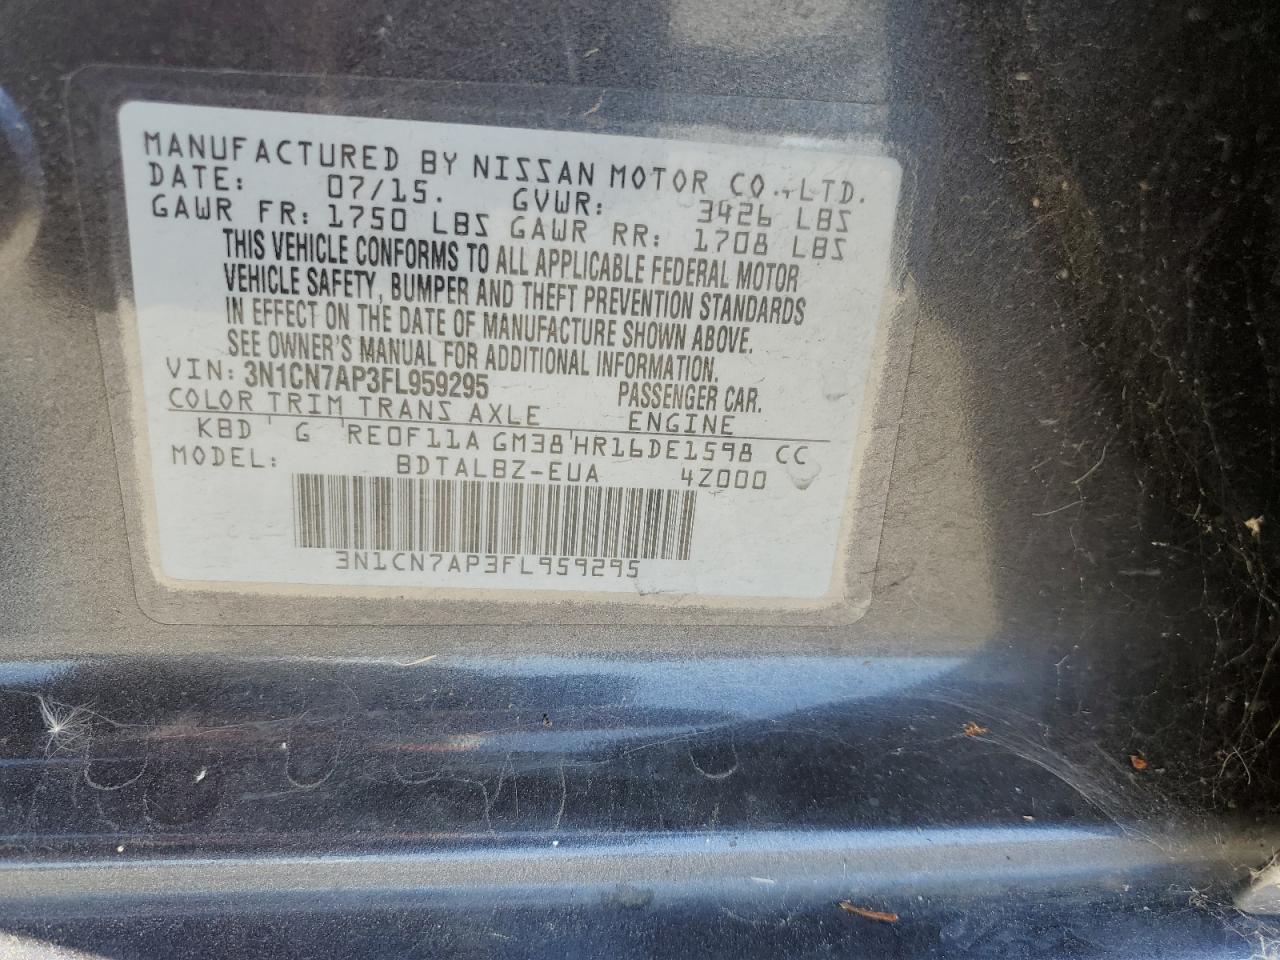 MANUFACTURED BY NISSAN MOTOR CO., LTD.
DATE: 07/15. GVWR: 3426 LBS
GAWR FR: 1750 LBS GAWR RR: 1708 LBS
THIS VEHICLE CONFORMS TO ALL APPLICABLE FEDERAL MOTOR
VEHICLE SAFETY, BUMPER AND THEFT PREVENTION STANDARDS
IN EFFECT ON THE DATE OF MANUFACTURE SHOWN ABOVE.
SEE OWNER'S MANUAL FOR ADDITIONAL INFORMATION.
VIN: 3N1CN7AP3FL959295 PASSENGER CAR.
COLOR TRIM TRANS AXLE ENGINE
KBD G RE0F11A GM38 HR16DE1598 CC
MODEL: BDTALBZ-EUA 4Z000
3N1CN7AP3FL959295